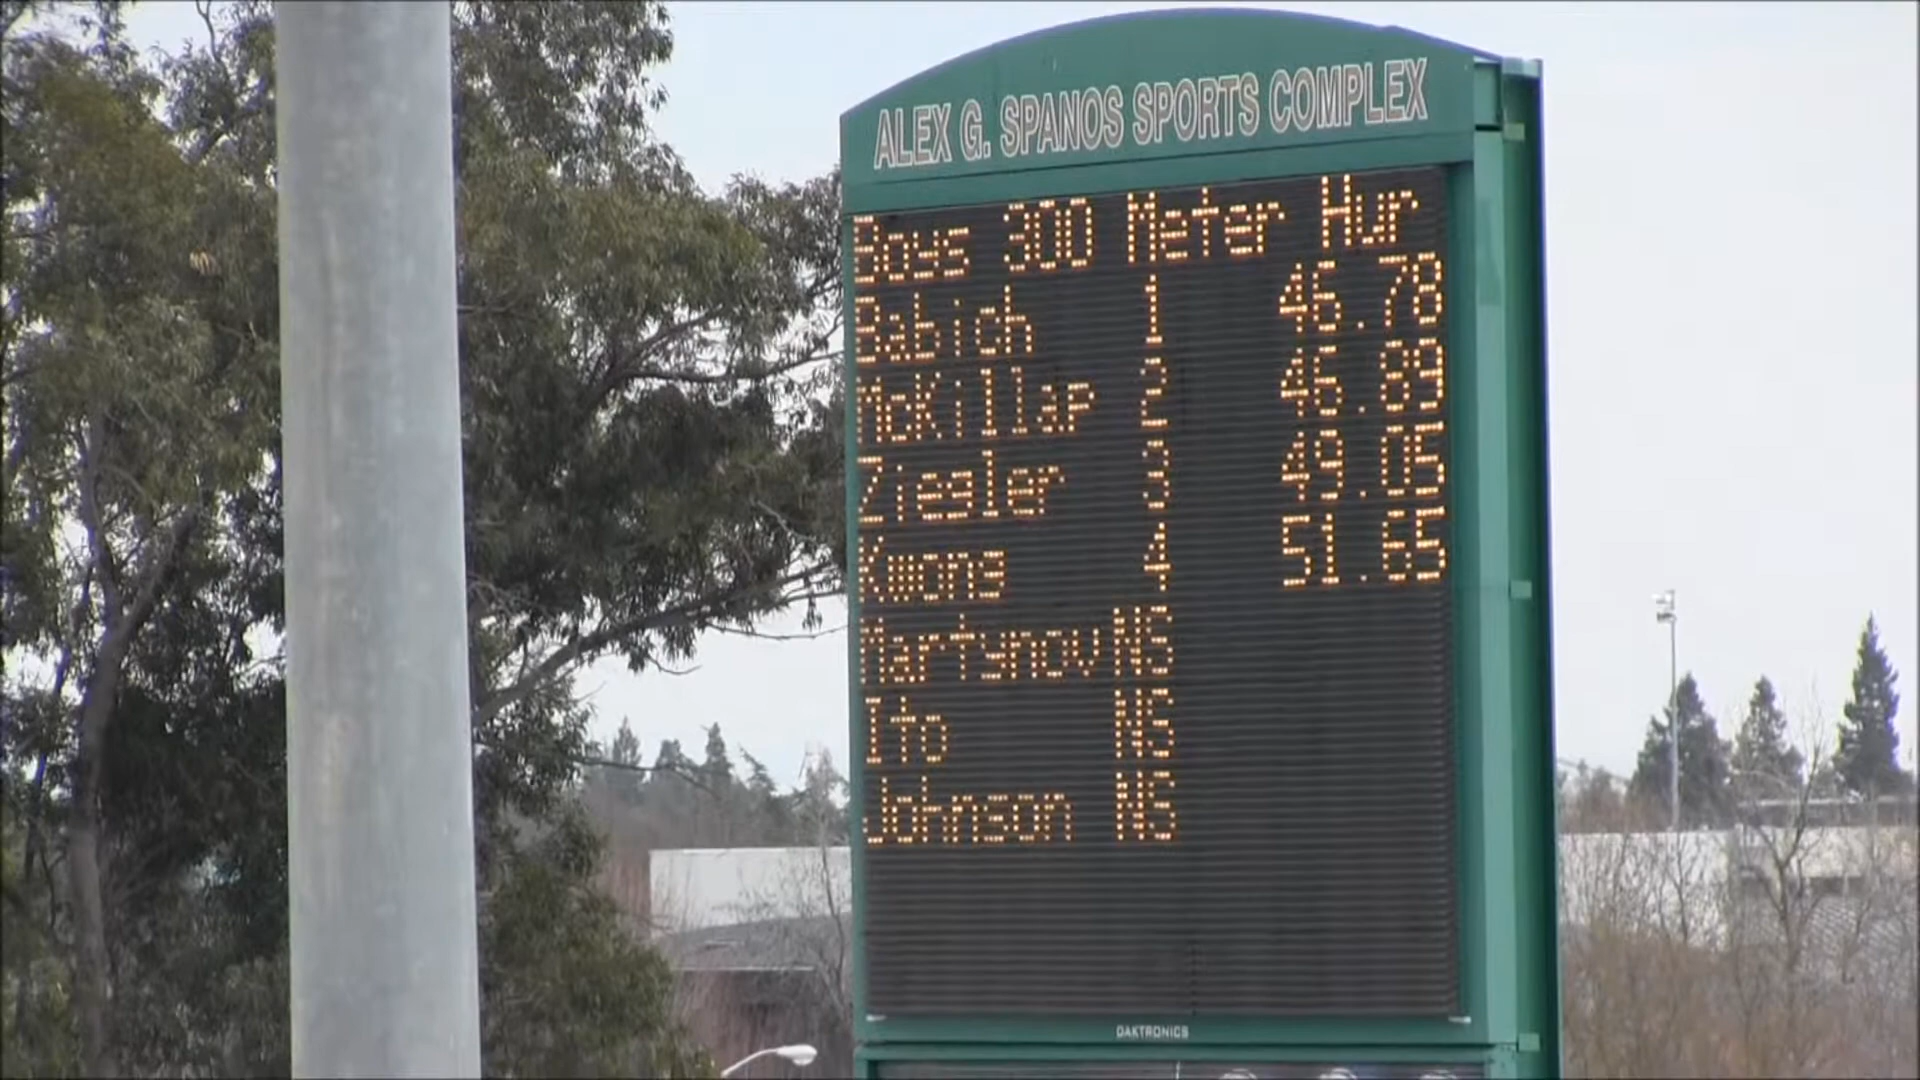 ALEX G. SPANOS SPORTS COMPLEX
Boys 300 Meter Hur
Babich 1 46.78
McKillap 2 46.89
Ziegler 3 49.05
Kwong 4 51.65
Martynov NS
Ito NS
Johnson NS
DAKTRONICS